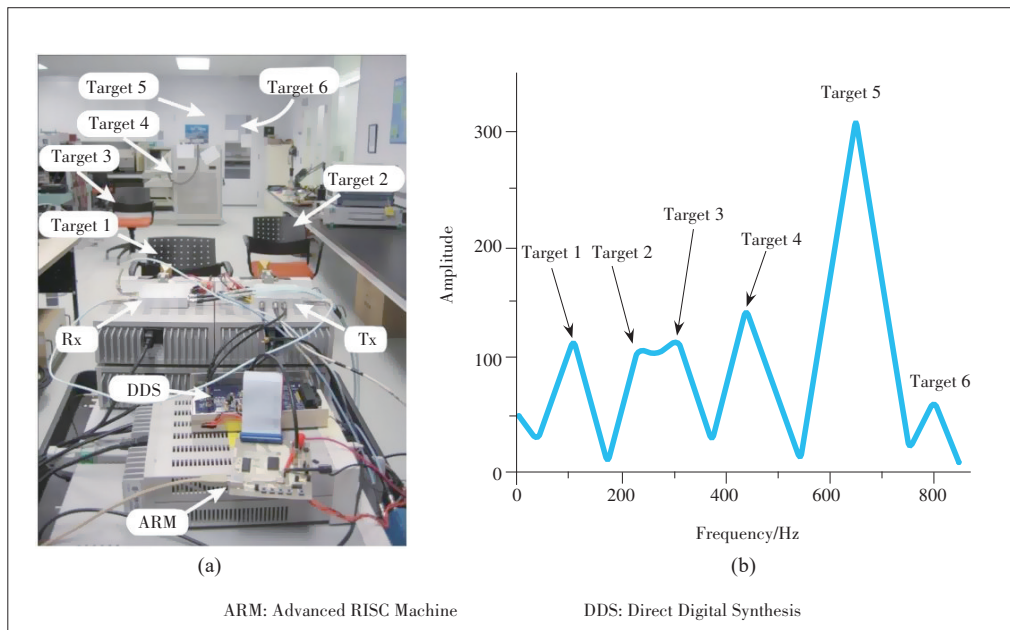 Target 5
Target 6
Target 4
Target 3
Target 2
Target 1
Rx
Tx
DDS
ARM
(a)
Amplitude
300
200
100
0
Target 1
Target 2
Target 3
Target 4
Target 5
Target 6
0
200
400
600
800
Frequency/Hz
(b)
ARM: Advanced RISC Machine
DDS: Direct Digital Synthesis